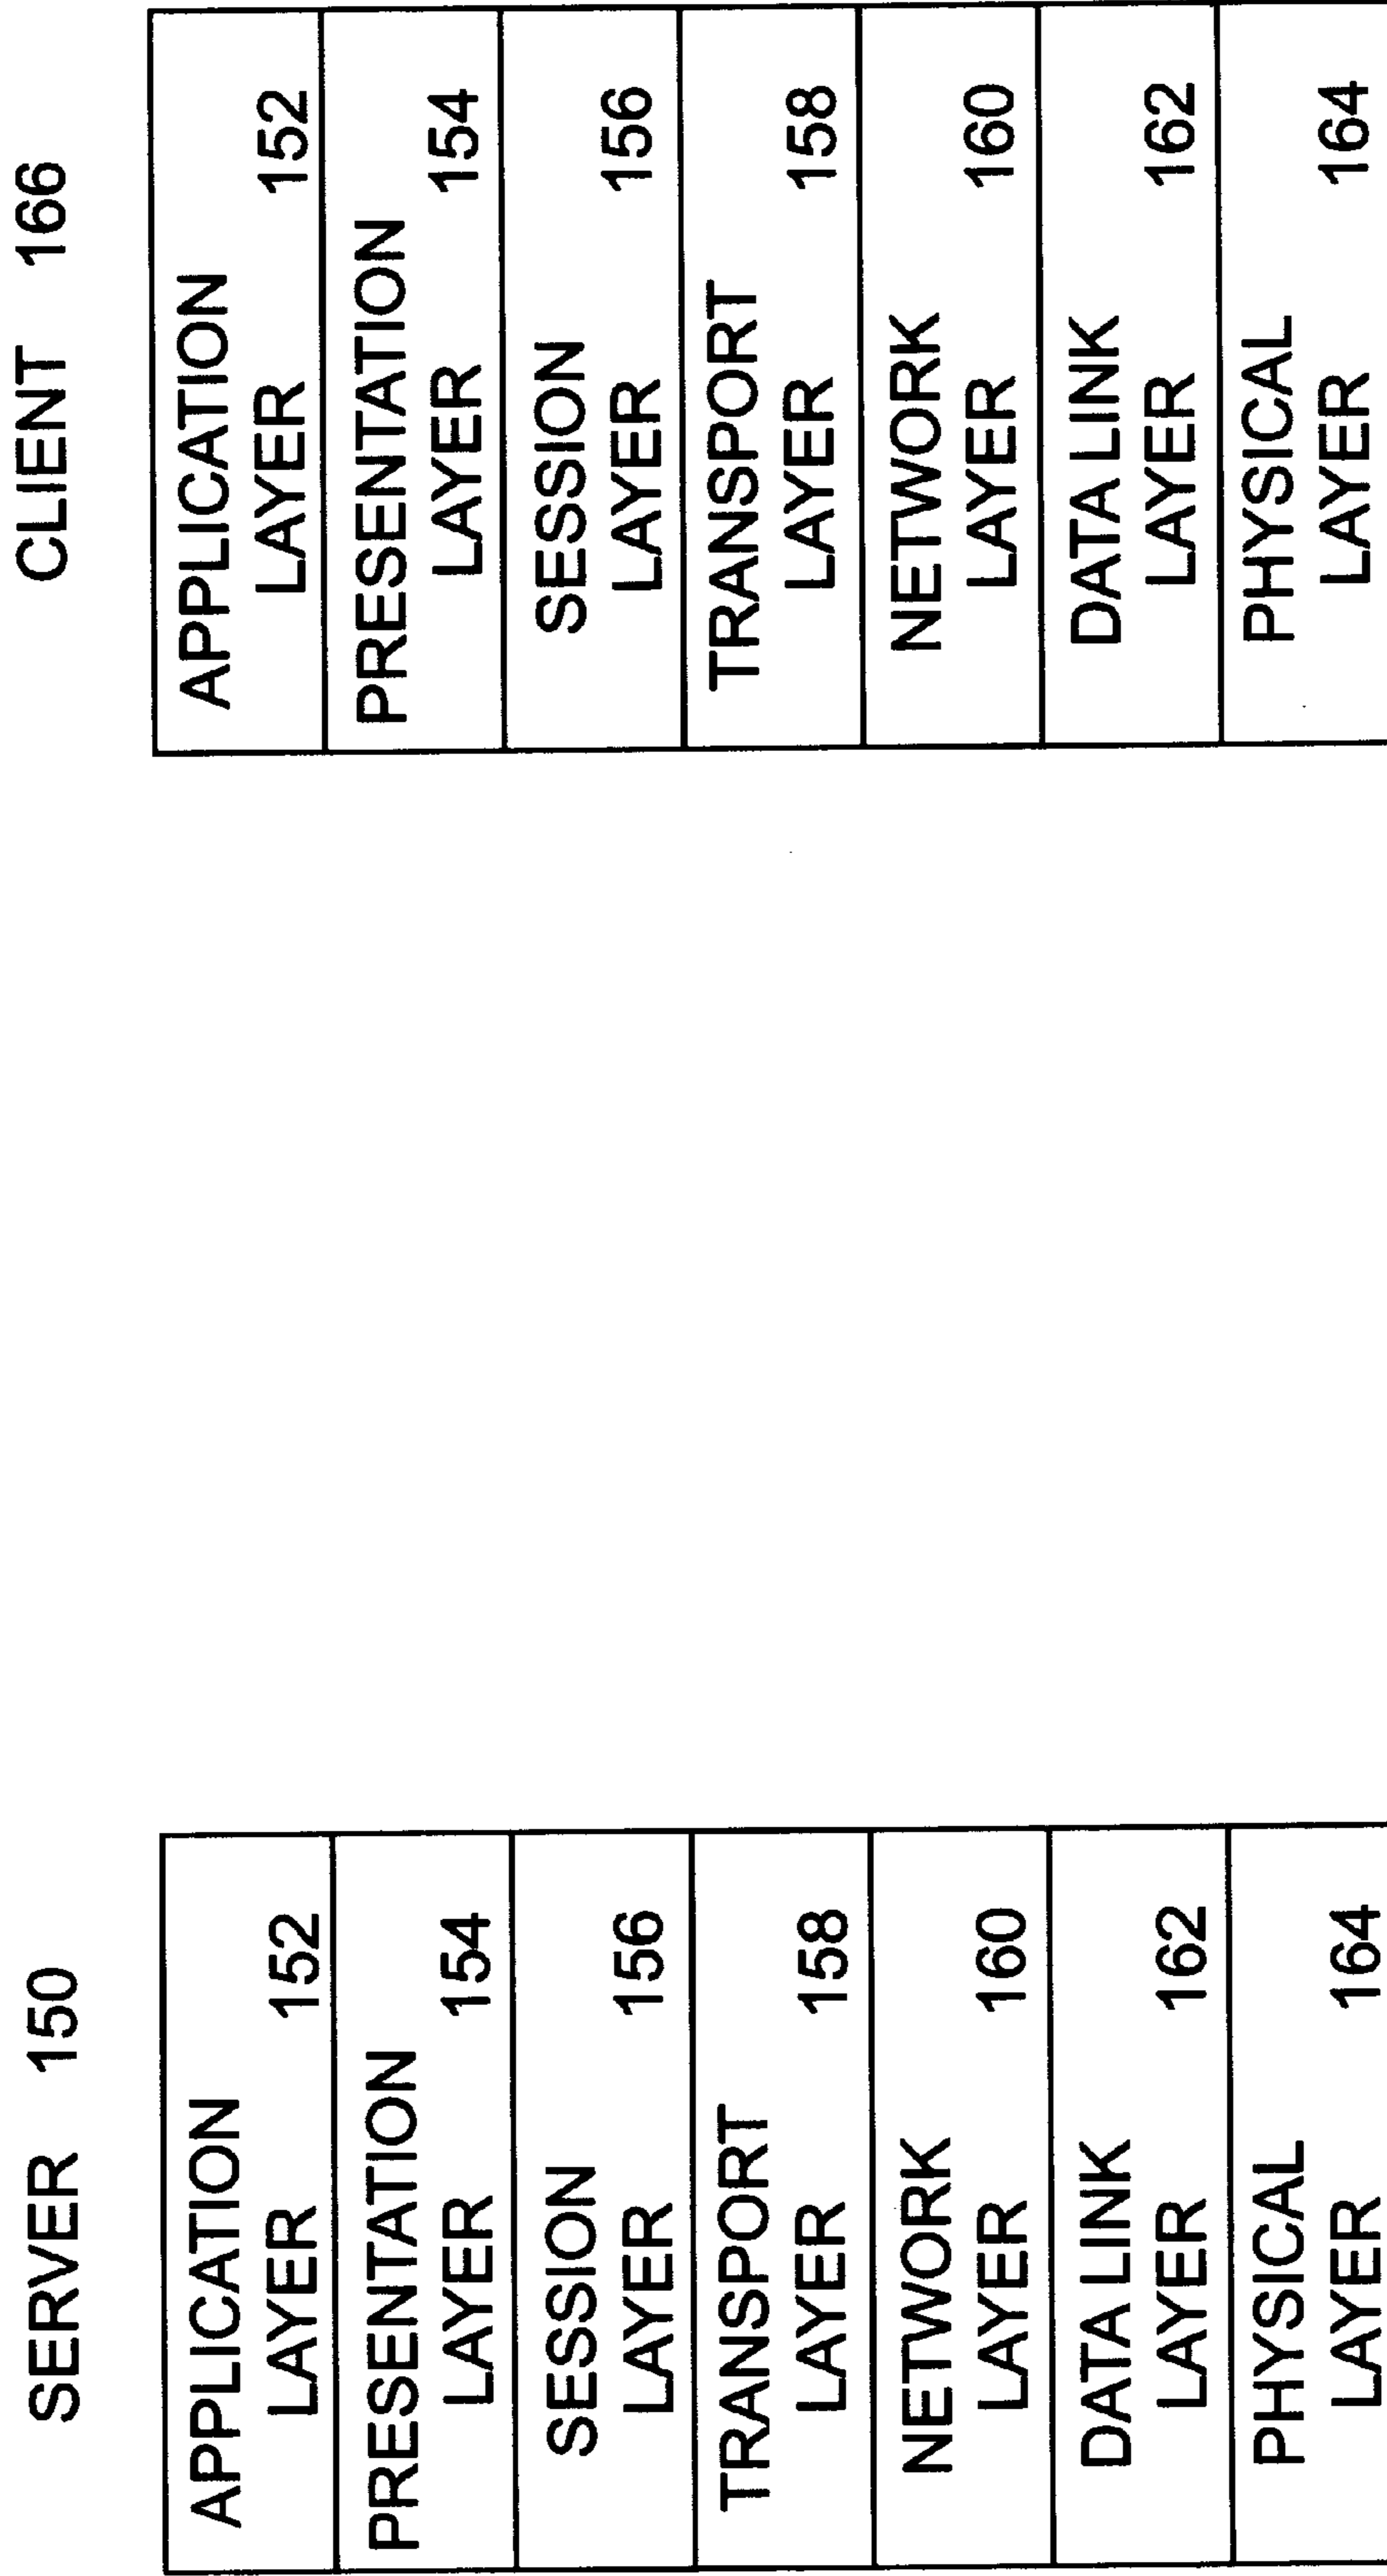 SERVER 150
APPLICATION
LAYER 152
PRESENTATION
LAYER 154
SESSION
LAYER 156
TRANSPORT
LAYER 158
NETWORK
LAYER 160
DATA LINK
LAYER 162
PHYSICAL
LAYER 164
CLIENT 166
APPLICATION
LAYER 152
PRESENTATION
LAYER 154
SESSION
LAYER 156
TRANSPORT
LAYER 158
NETWORK
LAYER 160
DATA LINK
LAYER 162
PHYSICAL
LAYER 164